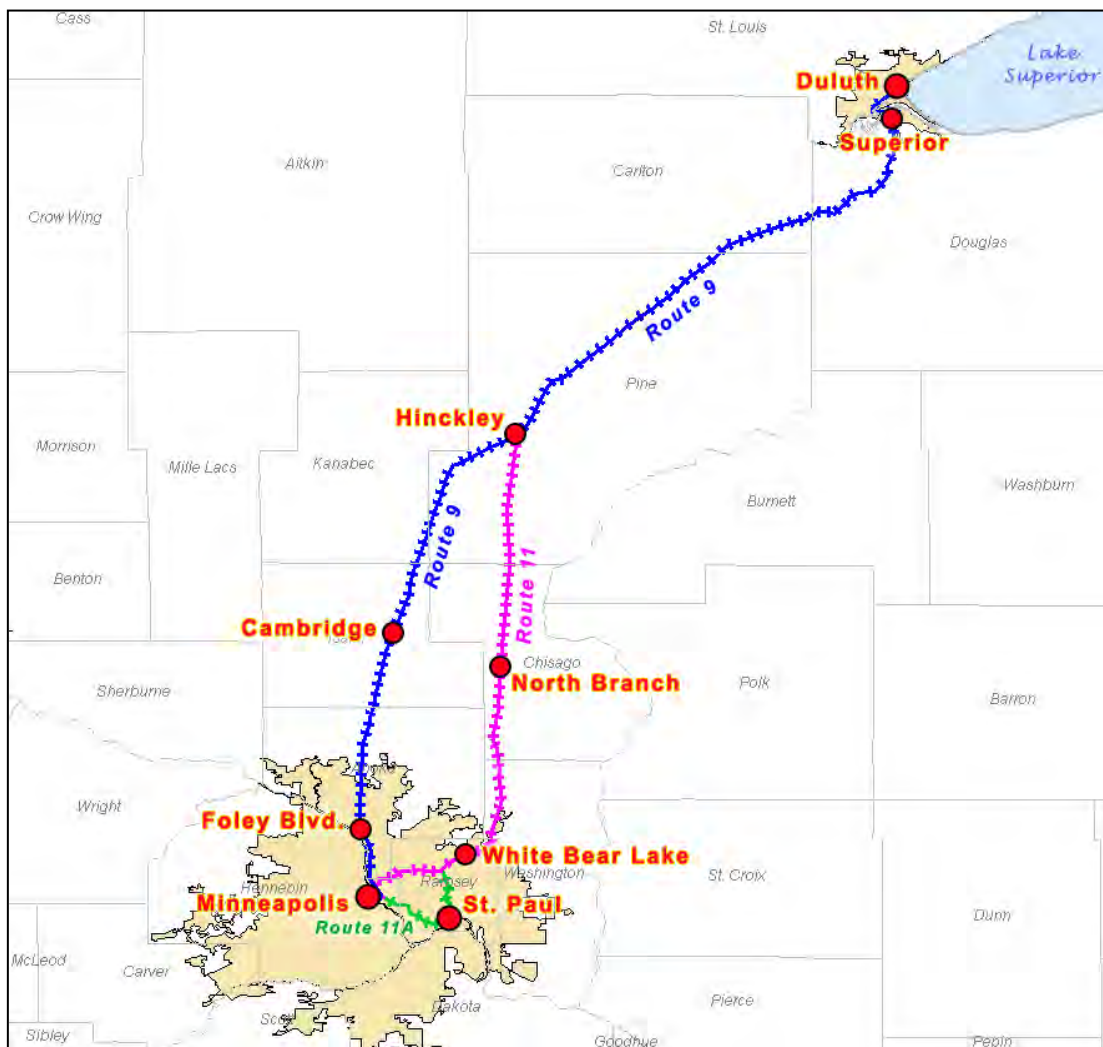 Cass
St. Louis
Lake
Superior
Duluth
Superior
Aitkin
Carlton
Crow Wing
Douglas
Route 9
Pine
Hinckley
Morrison
Mille Lacs
Kanabec
Washburn
Burnett
Route 9
Route 11
Benton
Cambridge
Chisago
North Branch
Polk
Sherburne
Barron
Wright
Foley Blvd.
White Bear Lake
Ramsey
Washington
St. Croix
Hennepin
Minneapolis
St. Paul
Dunn
Route 11A
McLeod
Carver
Dakota
Pierce
Scott
Sibley
Goodhue
Pepin